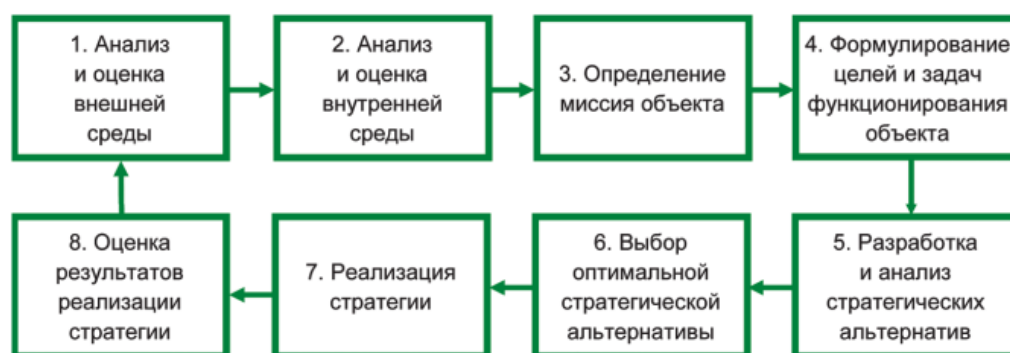 1. Анализ
и оценка
внешней
среды
2. Анализ
и оценка
внутренней
среды
3. Определение
миссия объекта
4. Формулирование
целей и задач
функционирования
объекта
5. Разработка
и анализ
стратегических
альтернатив
6. Выбор
оптимальной
стратегической
альтернативы
7. Реализация
стратегии
8. Оценка
результатов
реализации
стратегии